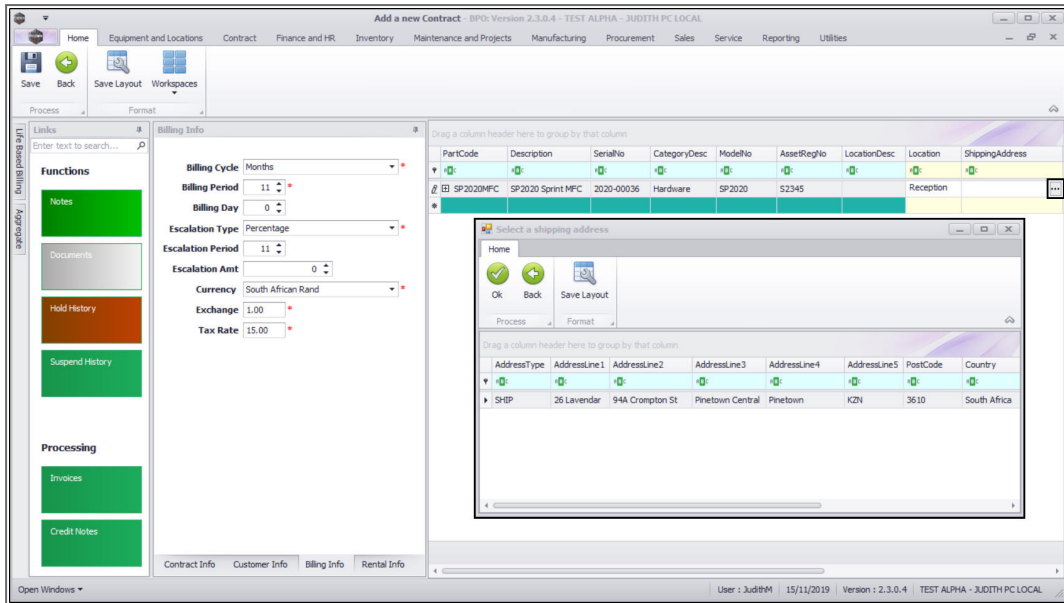 Add a new Contract - BPO: Version 2.3.0.4 - TEST ALPHA - JUDITH PC LOCAL
Home Equipment and Locations Contract Finance and HR Inventory Maintenance and Projects Manufacturing Procurement Sales Service Reporting Utilities
Save Back Save Layout Workspaces
Process Format
Life Based Billing
Aggregate
Links
Enter text to search...
Functions
Notes
Documents
Hold History
Suspend History
Processing
Invoices
Credit Notes
Billing Info
Billing Cycle Months *
Billing Period 11 *
Billing Day 0
Escalation Type Percentage *
Escalation Period 11
Escalation Amt 0
Currency South African Rand *
Exchange 1.00 *
Tax Rate 15.00 *
Contract Info Customer Info Billing Info Rental Info
Drag a column header here to group by that column
PartCode Description SerialNo CategoryDesc ModelNo AssetRegNo LocationDesc Location ShippingAddress
SP2020MFC SP2020 Sprint MFC 2020-00036 Hardware SP2020 S2345 Reception ...
Select a shipping address
Home
Ok Back Save Layout
Process Format
Drag a column header here to group by that column
AddressType AddressLine1 AddressLine2 AddressLine3 AddressLine4 AddressLine5 PostCode Country
SHIP 26 Lavendar 94A Crompton St Pinetown Central Pinetown KZN 3610 South Africa
Open Windows User : JudithM 15/11/2019 Version : 2.3.0.4 TEST ALPHA - JUDITH PC LOCAL